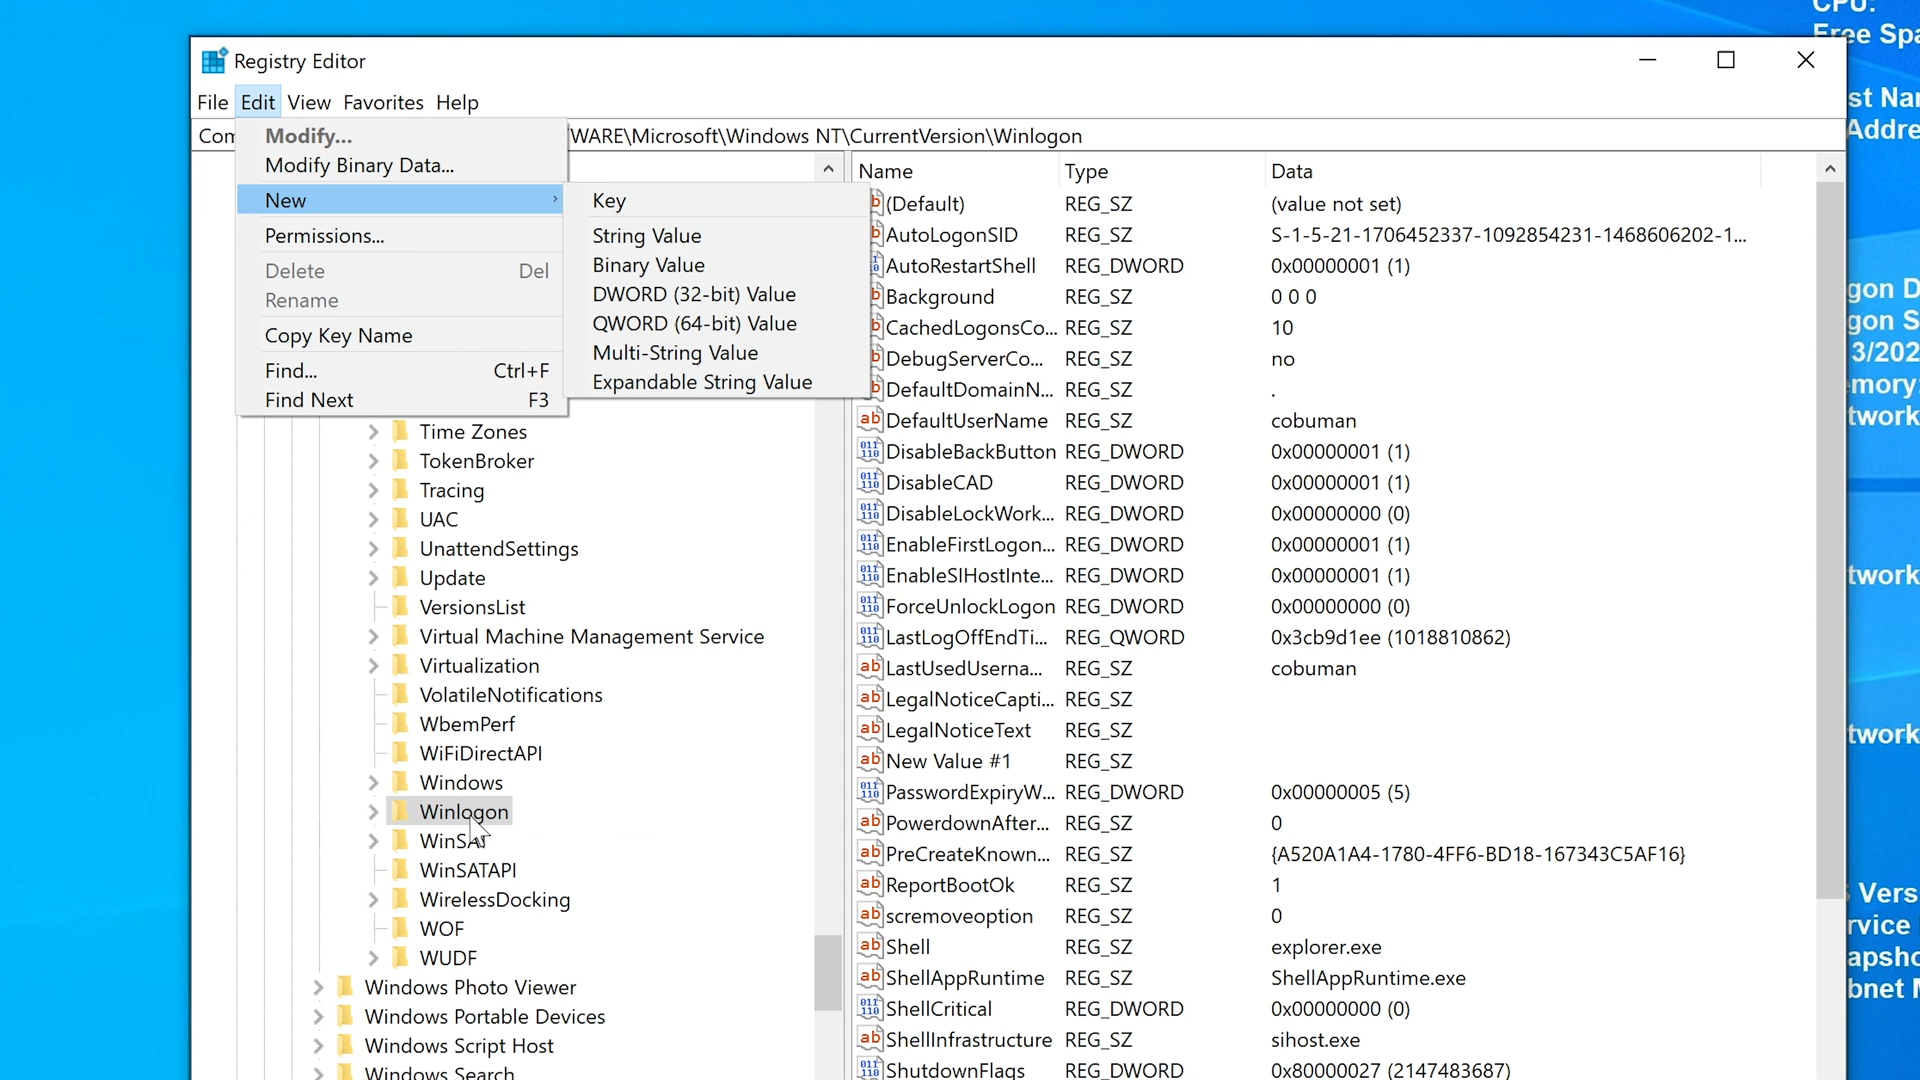 Registry Editor
File Edit View Favorites Help
WARE\Microsoft\Windows NT\CurrentVersion\Winlogon
Modify...
Modify Binary Data...
New
Permissions...
Delete Del
Rename
Copy Key Name
Find... Ctrl+F
Find Next F3
Key
String Value
Binary Value
DWORD (32-bit) Value
QWORD (64-bit) Value
Multi-String Value
Expandable String Value
Time Zones
TokenBroker
Tracing
UAC
UnattendSettings
Update
VersionsList
Virtual Machine Management Service
Virtualization
VolatileNotifications
WbemPerf
WiFiDirectAPI
Windows
Winlogon
WinSAT
WinSATAPI
WirelessDocking
WOF
WUDF
Windows Photo Viewer
Windows Portable Devices
Windows Script Host
Windows Search
Name Type Data
(Default) REG_SZ (value not set)
AutoLogonSID REG_SZ S-1-5-21-1706452337-1092854231-1468606202-1...
AutoRestartShell REG_DWORD 0x00000001 (1)
Background REG_SZ 0 0 0
CachedLogonsCo... REG_SZ 10
DebugServerCo... REG_SZ no
DefaultDomainN... REG_SZ .
DefaultUserName REG_SZ cobuman
DisableBackButton REG_DWORD 0x00000001 (1)
DisableCAD REG_DWORD 0x00000001 (1)
DisableLockWork... REG_DWORD 0x00000000 (0)
EnableFirstLogon... REG_DWORD 0x00000001 (1)
EnableSIHostInte... REG_DWORD 0x00000001 (1)
ForceUnlockLogon REG_DWORD 0x00000000 (0)
LastLogOffEndTi... REG_QWORD 0x3cb9d1ee (1018810862)
LastUsedUserna... REG_SZ cobuman
LegalNoticeCapti... REG_SZ
LegalNoticeText REG_SZ
New Value #1 REG_SZ
PasswordExpiryW... REG_DWORD 0x00000005 (5)
PowerdownAfter... REG_SZ 0
PreCreateKnown... REG_SZ {A520A1A4-1780-4FF6-BD18-167343C5AF16}
ReportBootOk REG_SZ 1
scremoveoption REG_SZ 0
Shell REG_SZ explorer.exe
ShellAppRuntime REG_SZ ShellAppRuntime.exe
ShellCritical REG_DWORD 0x00000000 (0)
ShellInfrastructure REG_SZ sihost.exe
ShutdownFlags REG_DWORD 0x80000027 (2147483687)
CPU:
Free Spa